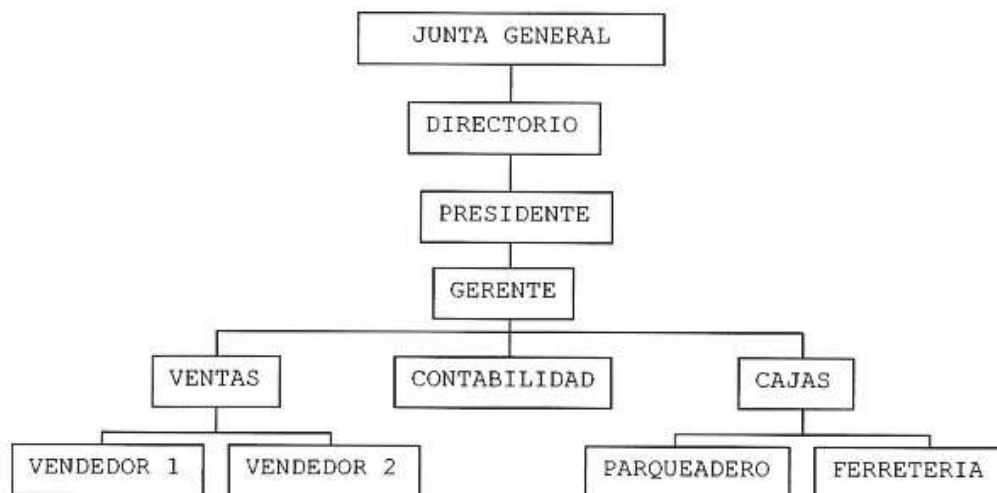 JUNTA GENERAL
DIRECTORIO
PRESIDENTE
GERENTE
VENTAS
CONTABILIDAD
CAJAS
VENDEDOR 1
VENDEDOR 2
PARQUEADERO
FERRETERIA